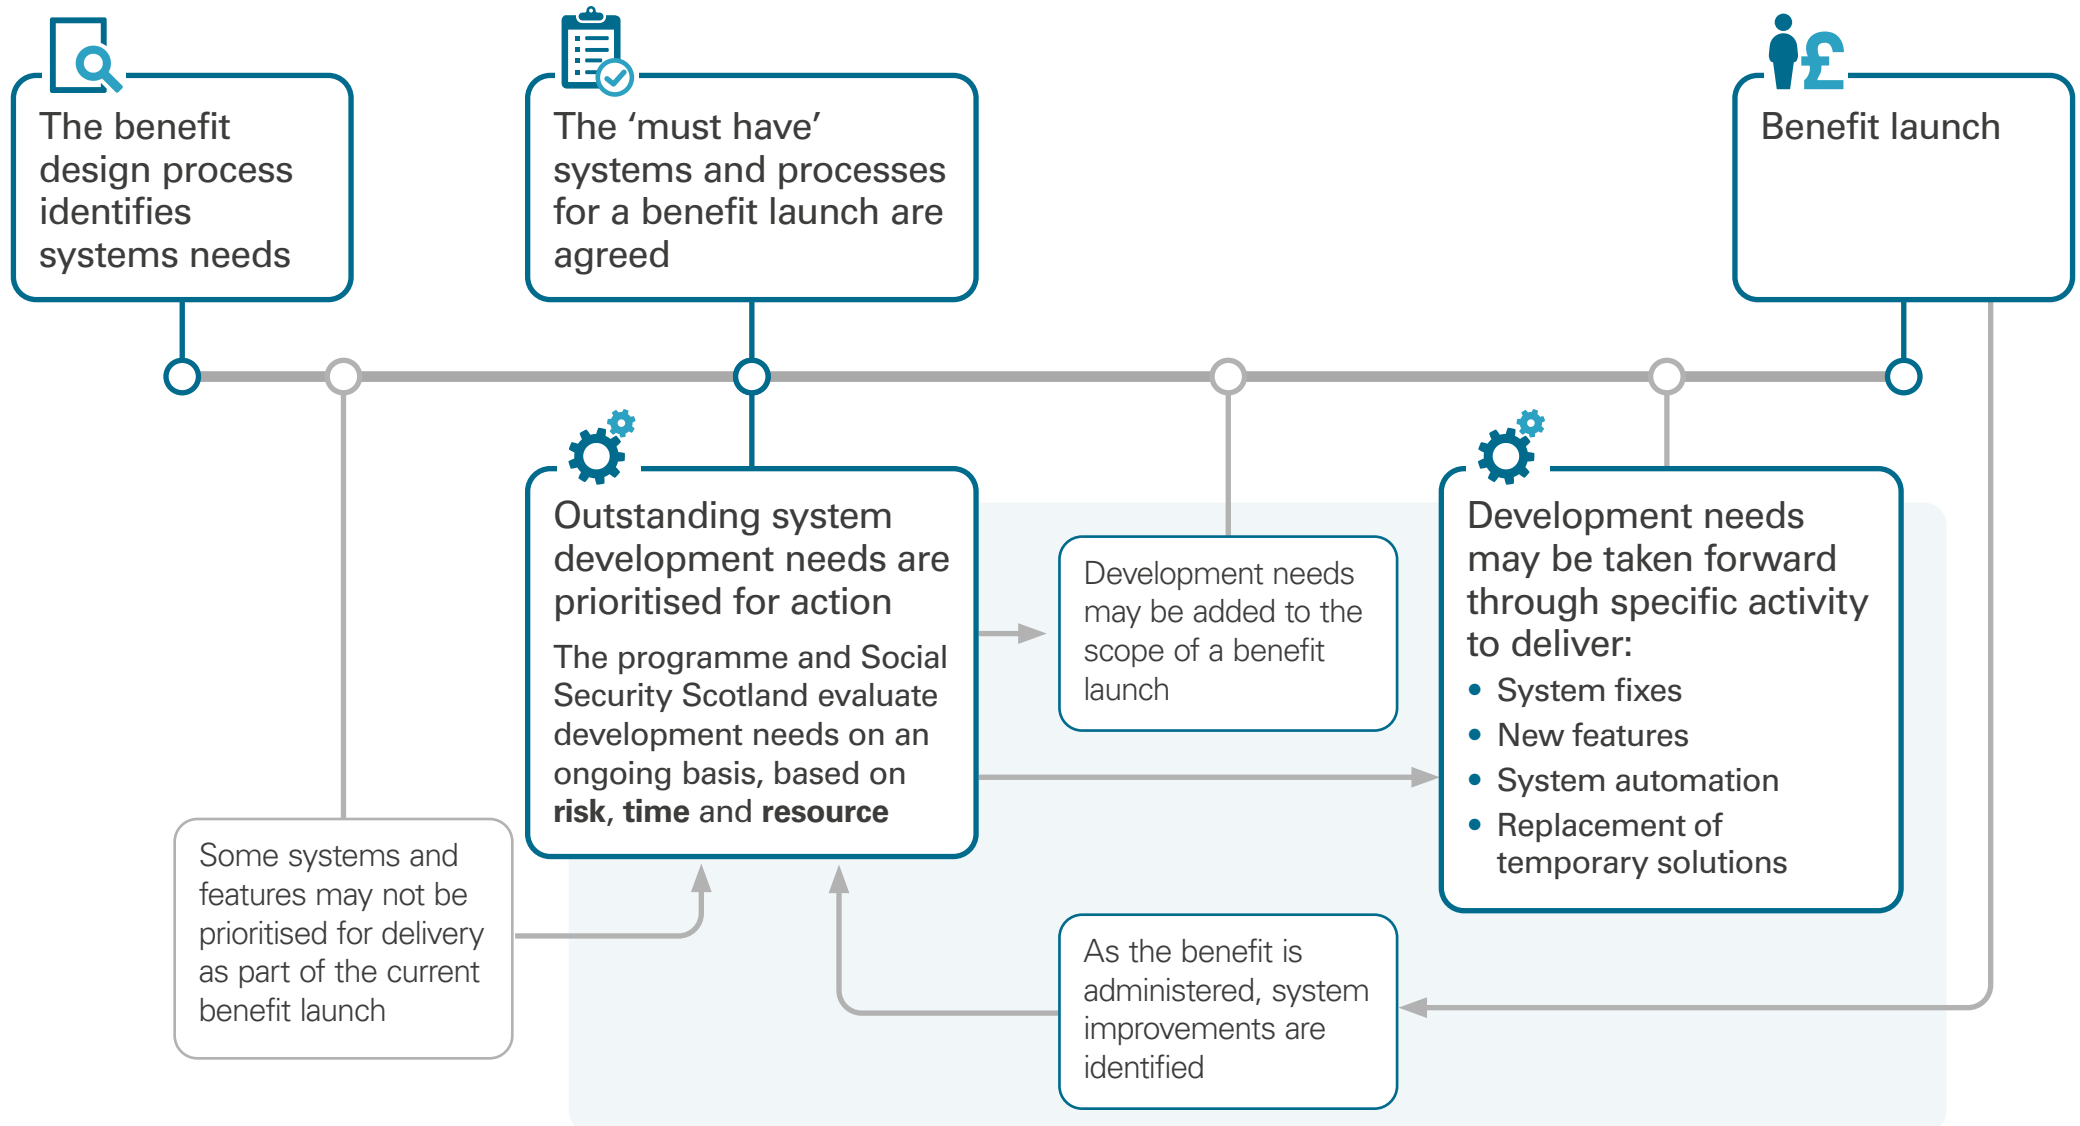 The benefit
design process
identifies
systems needs
The ‘must have’
systems and processes
for a benefit launch are
agreed
£
Benefit launch
Outstanding system
development needs are
prioritised for action
The programme and Social
Security Scotland evaluate
development needs on an
ongoing basis, based on
risk, time and resource
Development needs
may be added to the
scope of a benefit
launch
Development needs
may be taken forward
through specific activity
to deliver:
• System fixes
• New features
• System automation
• Replacement of
temporary solutions
Some systems and
features may not be
prioritised for delivery
as part of the current
benefit launch
As the benefit is
administered, system
improvements are
identified